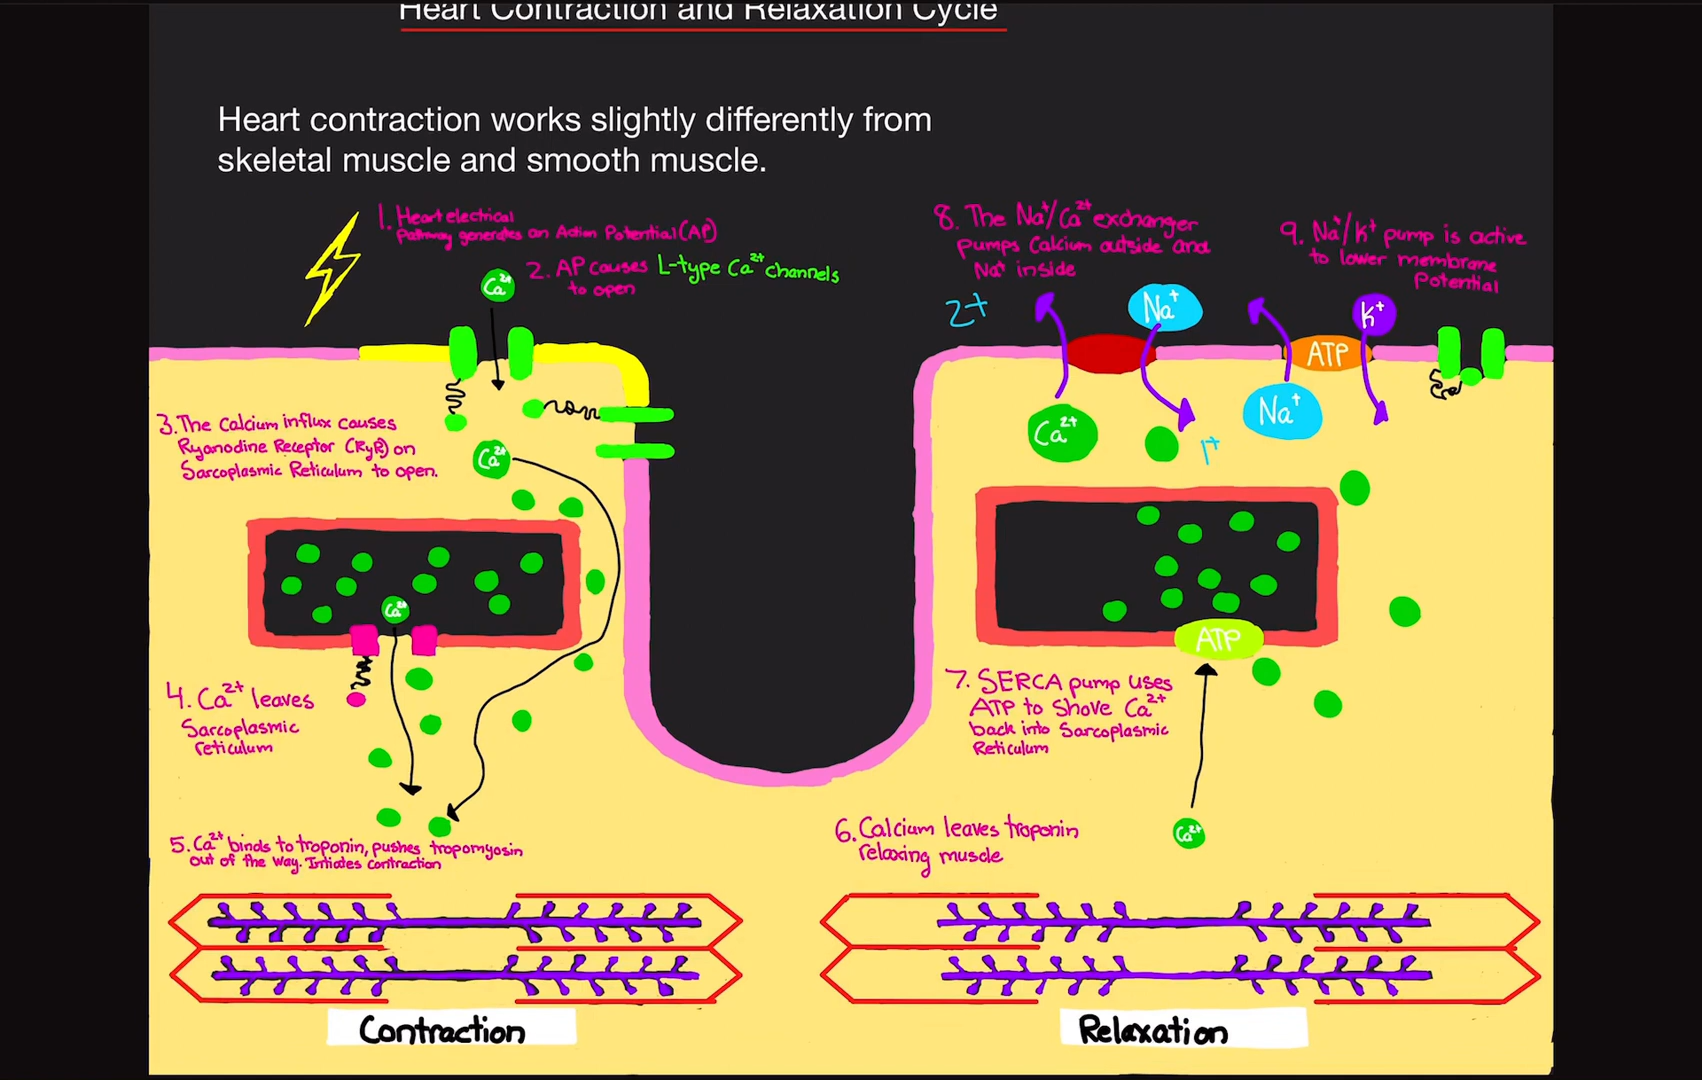 Heart Contraction and Relaxation Cycle
Heart contraction works slightly differently from
skeletal muscle and smooth muscle.
1. Heart electrical
Pathway generates an Action Potential (AP)
2. AP causes L-type Ca²⁺ channels
to open
Ca²⁺
3. The Calcium influx causes
Ryanodine Receptor (RyR) on
Sarcoplasmic Reticulum to open.
Ca²⁺
Ca²⁺
4. Ca²⁺ leaves
Sarcoplasmic
reticulum
5. Ca²⁺ binds to troponin, pushes tropomyosin
out of the way. Initiates contraction
Contraction
8. The Na⁺/Ca²⁺ exchanger
pumps Calcium outside and
Na⁺ inside
9. Na⁺/K⁺ pump is active
to lower membrane
Potential
2+
Na⁺
K⁺
ATP
Ca²⁺
Na⁺
1+
ATP
7. SERCA pump uses
ATP to shove Ca²⁺
back into Sarcoplasmic
Reticulum
6. Calcium leaves troponin
relaxing muscle
Ca²⁺
Relaxation